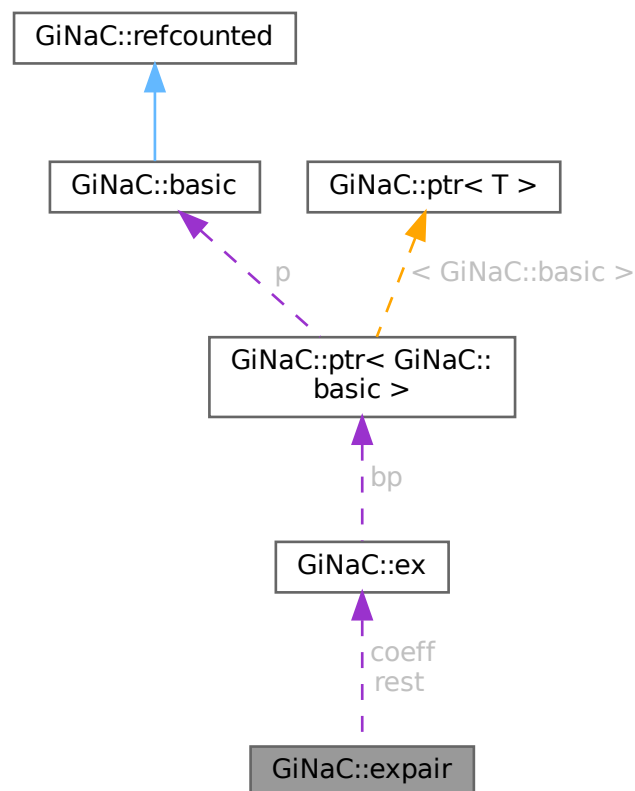 GiNaC::refcounted
GiNaC::basic
GiNaC::ptr< T >
p
< GiNaC::basic >
GiNaC::ptr< GiNaC::
basic >
bp
GiNaC::ex
coeff
rest
GiNaC::expair